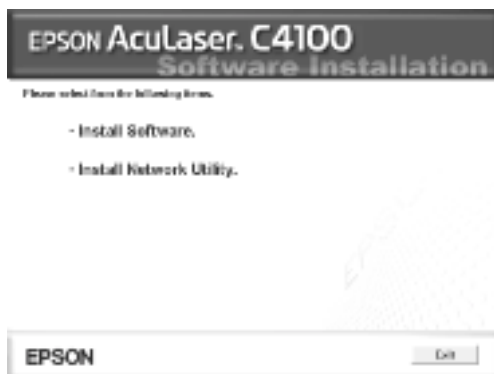 EPSON AcuLaser. C4100
Software Installation
Please select from the following items.
- Install Software.
- Install Network Utility.
EPSON
Exit